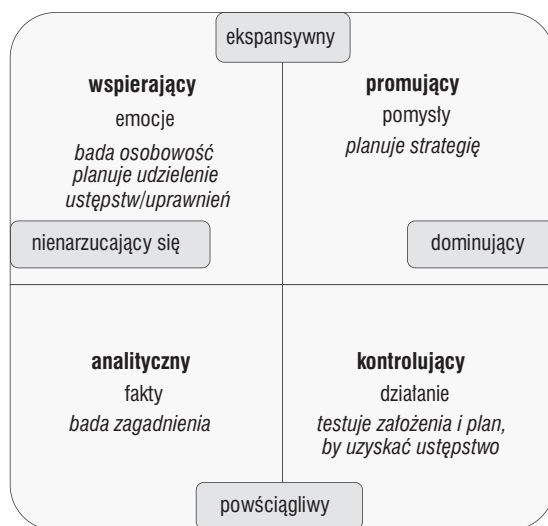 ekspansywny
wspierający
emocje
bada osobowość
planuje udzielenie
ustępstw/uprawnień
promujący
pomysły
planuje strategię
nienarzucający się
dominujący
analityczny
fakty
bada zagadnienia
kontrolujący
działanie
testuje założenia i plan,
by uzyskać ustępstwo
powściągliwy